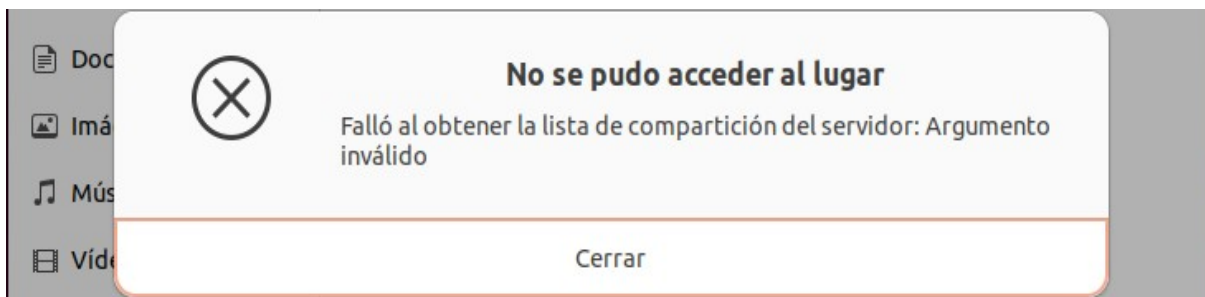 Doc
No se pudo acceder al lugar
Imá
Falló al obtener la lista de compartición del servidor: Argumento
inválido
Mús
Víde
Cerrar